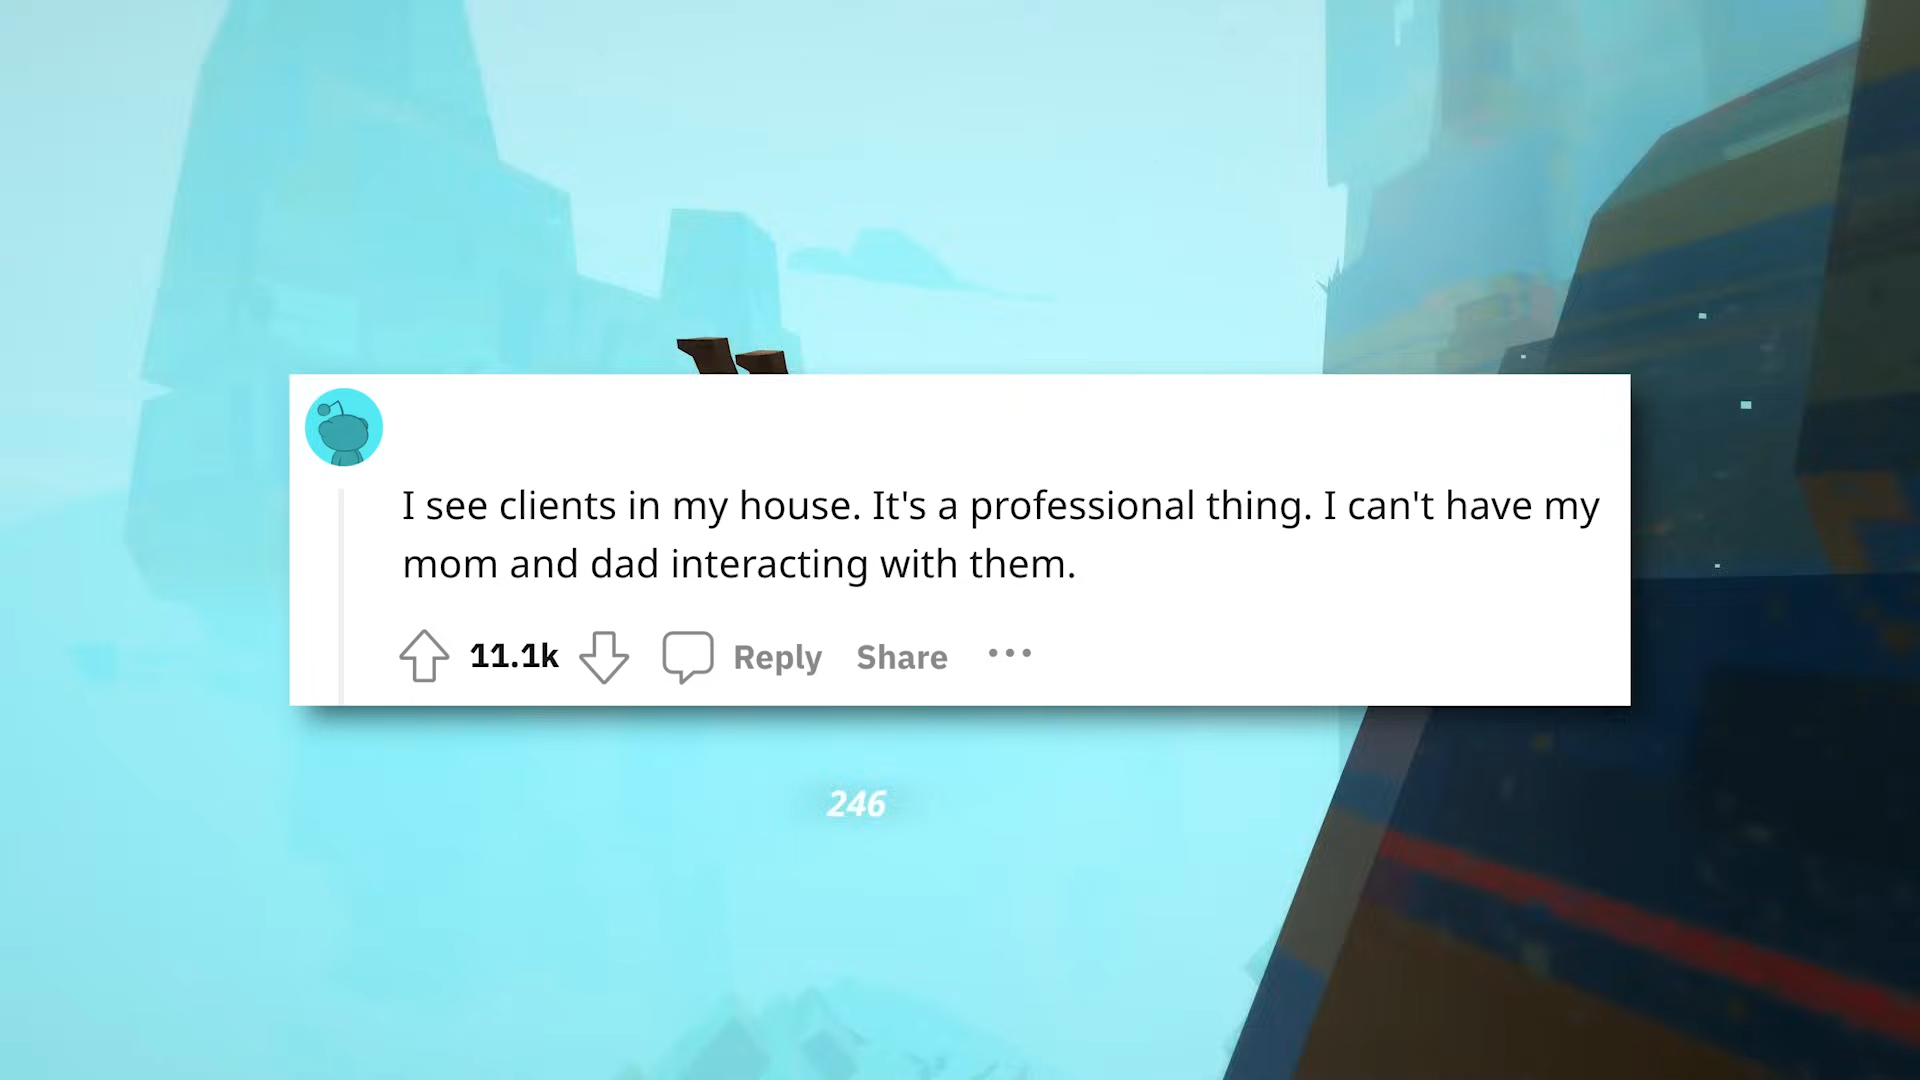 I see clients in my house. It's a professional thing. I can't have my
mom and dad interacting with them.
11.1k Reply Share •••
246